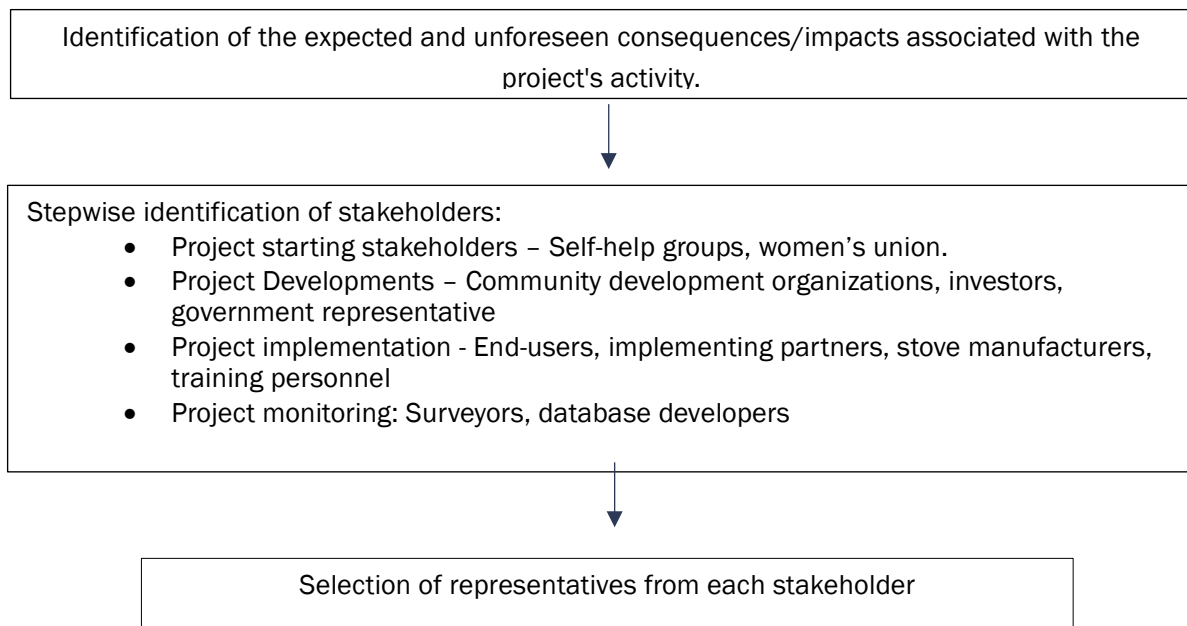 Identification of the expected and unforeseen consequences/impacts associated with the
project's activity.
Stepwise identification of stakeholders:
• Project starting stakeholders – Self-help groups, women’s union.
• Project Developments – Community development organizations, investors,
government representative
• Project implementation - End-users, implementing partners, stove manufacturers,
training personnel
• Project monitoring: Surveyors, database developers
Selection of representatives from each stakeholder